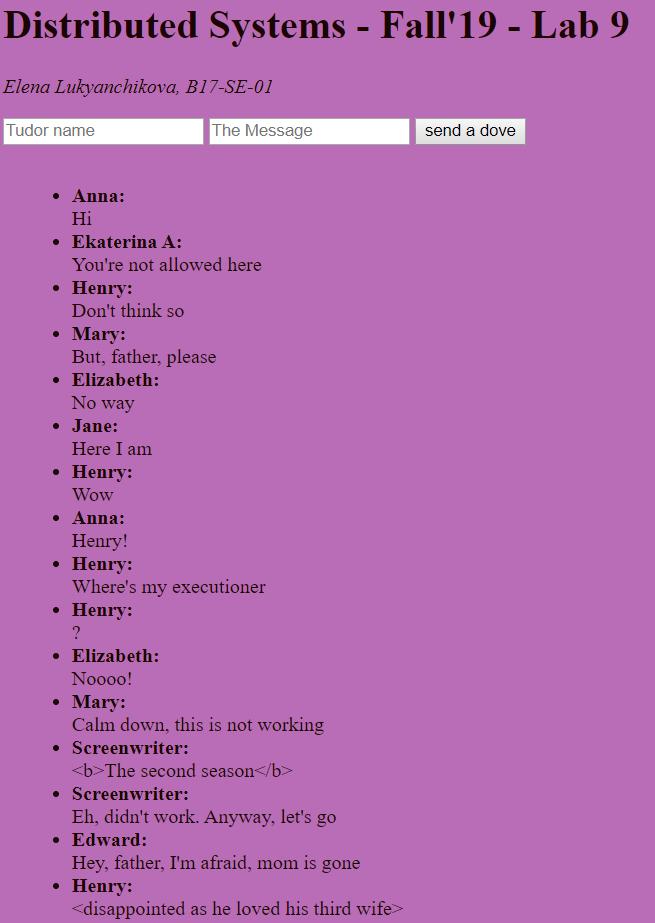 Distributed Systems - Fall'19 - Lab 9
Elena Lukyanchikova, B17-SE-01
Tudor name The Message send a dove
Anna:
Hi
Ekaterina A:
You're not allowed here
Henry:
Don't think so
Mary:
But, father, please
Elizabeth:
No way
Jane:
Here I am
Henry:
Wow
Anna:
Henry!
Henry:
Where's my executioner
Henry:
?
Elizabeth:
Noooo!
Mary:
Calm down, this is not working
Screenwriter:
<b>The second season</b>
Screenwriter:
Eh, didn't work. Anyway, let's go
Edward:
Hey, father, I'm afraid, mom is gone
Henry:
<disappointed as he loved his third wife>